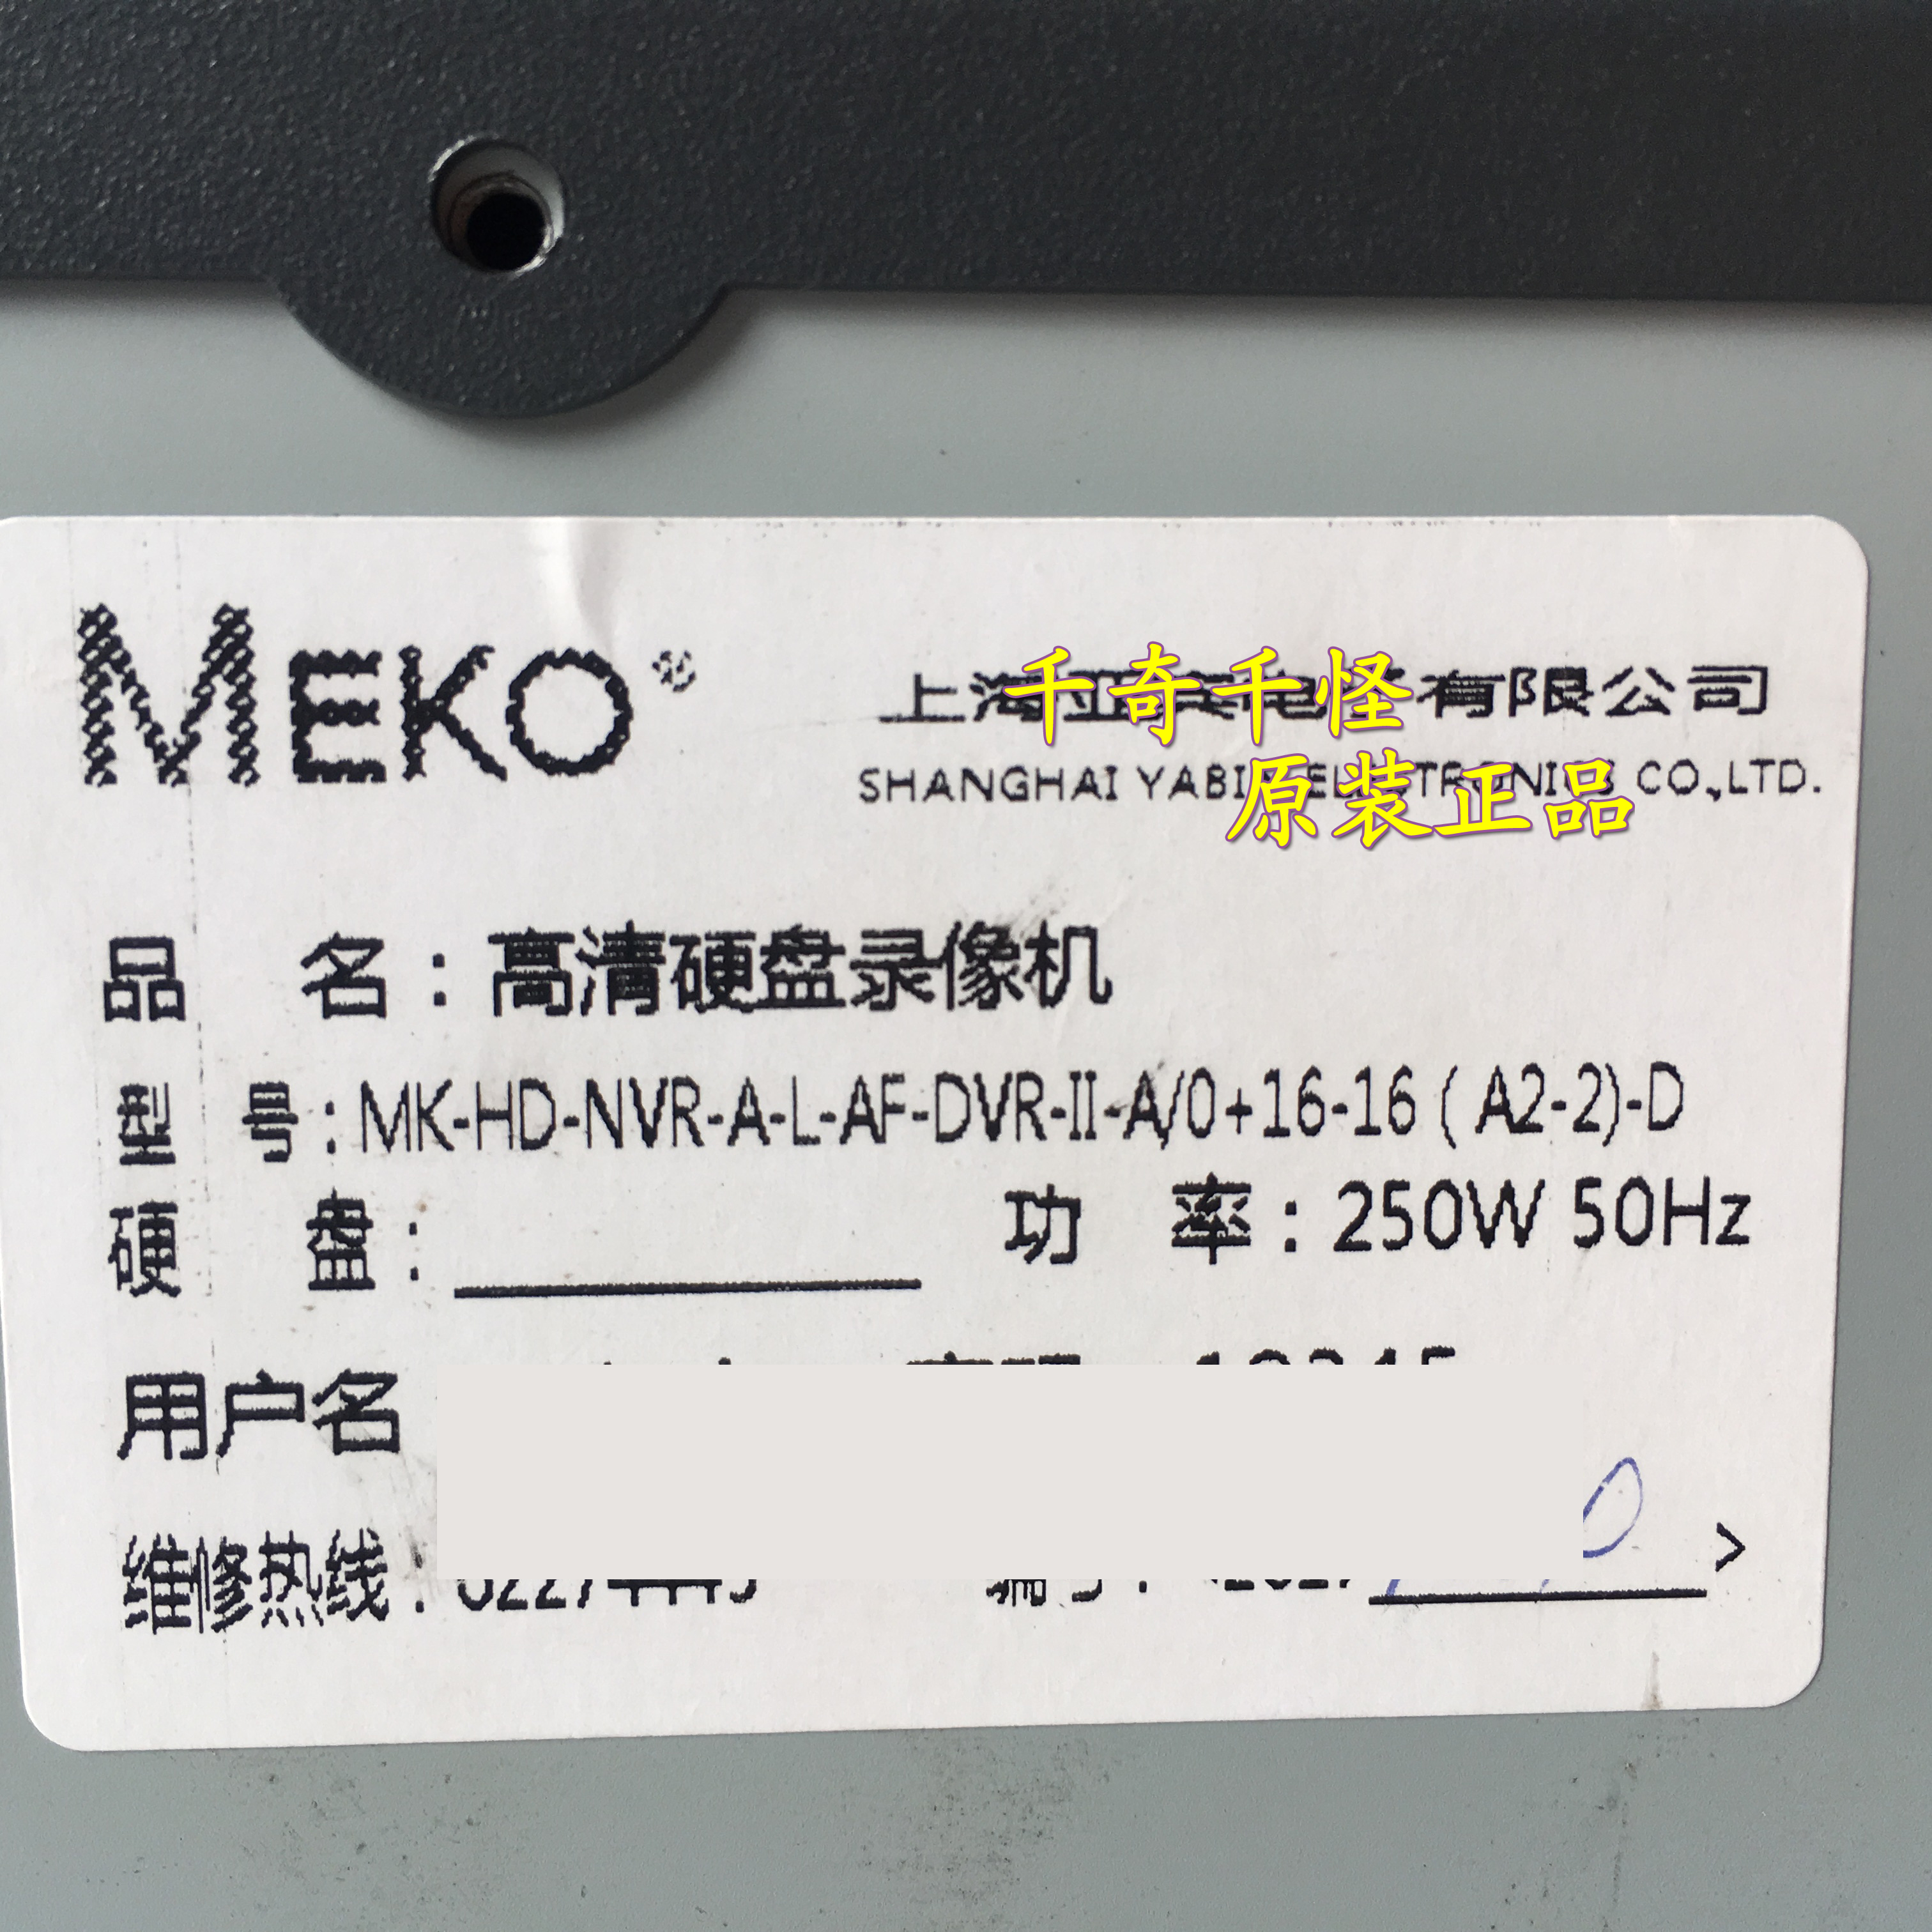 MEKO®
上海 有限公司
千奇千怪
SHANGHAI CO.,LTD.
原装正品
品 名：高清硬盘录像机
型 号：MK-HD-NVR-A-L-AF-DVR-II-A/0+16-16 ( A2-2)-D
硬 盘： 功 率：250W 50Hz
用户名
维修热线：